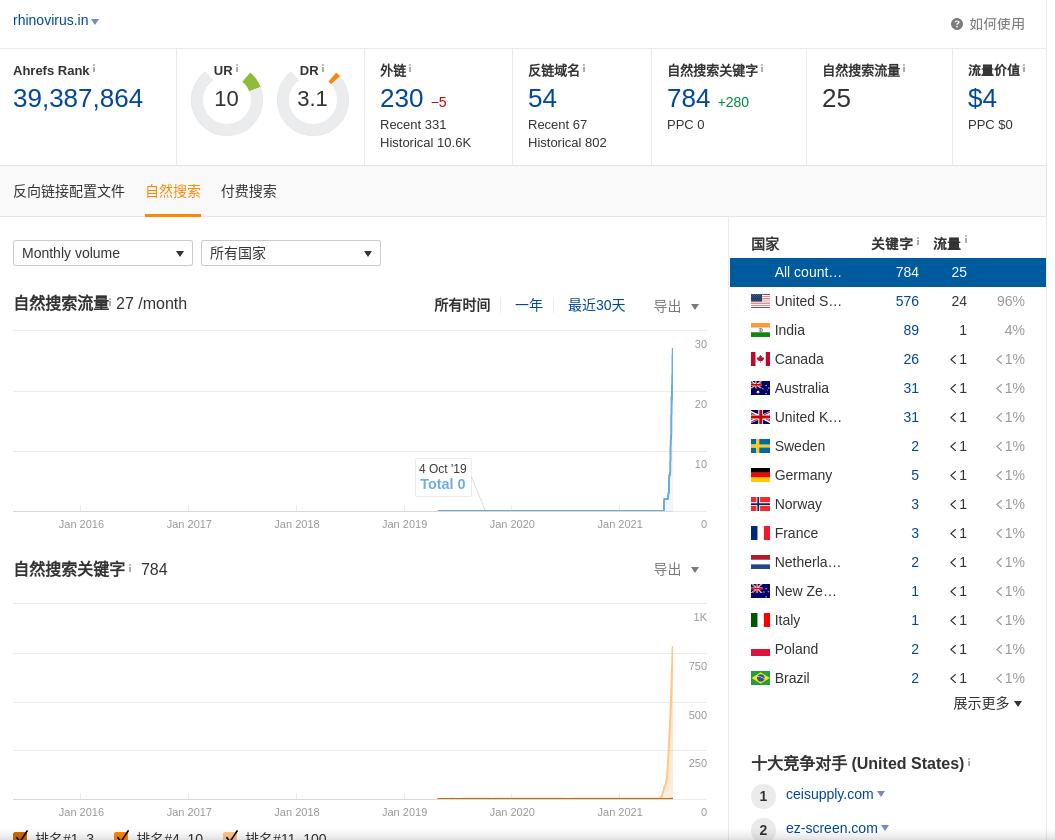 rhinovirus.in
如何使用
Ahrefs Rank
39,387,864
UR
10
DR
3.1
外链
230 −5
Recent 331
Historical 10.6K
反链域名
54
Recent 67
Historical 802
自然搜索关键字
784 +280
PPC 0
自然搜索流量
25
流量价值
$4
PPC $0
反向链接配置文件 自然搜索 付费搜索
Monthly volume
所有国家
自然搜索流量 27 /month
所有时间 一年 最近30天 导出
30
20
10
4 Oct '19
Total 0
Jan 2016 Jan 2017 Jan 2018 Jan 2019 Jan 2020 Jan 2021 0
自然搜索关键字 784
导出
1K
750
500
250
Jan 2016 Jan 2017 Jan 2018 Jan 2019 Jan 2020 Jan 2021 0
排名#1_3 排名#4_10 排名#11_100
国家 关键字 流量
All count... 784 25
United S... 576 24 96%
India 89 1 4%
Canada 26 <1 <1%
Australia 31 <1 <1%
United K... 31 <1 <1%
Sweden 2 <1 <1%
Germany 5 <1 <1%
Norway 3 <1 <1%
France 3 <1 <1%
Netherla... 2 <1 <1%
New Ze... 1 <1 <1%
Italy 1 <1 <1%
Poland 2 <1 <1%
Brazil 2 <1 <1%
展示更多
十大竞争对手 (United States)
1 ceisupply.com
2 ez-screen.com